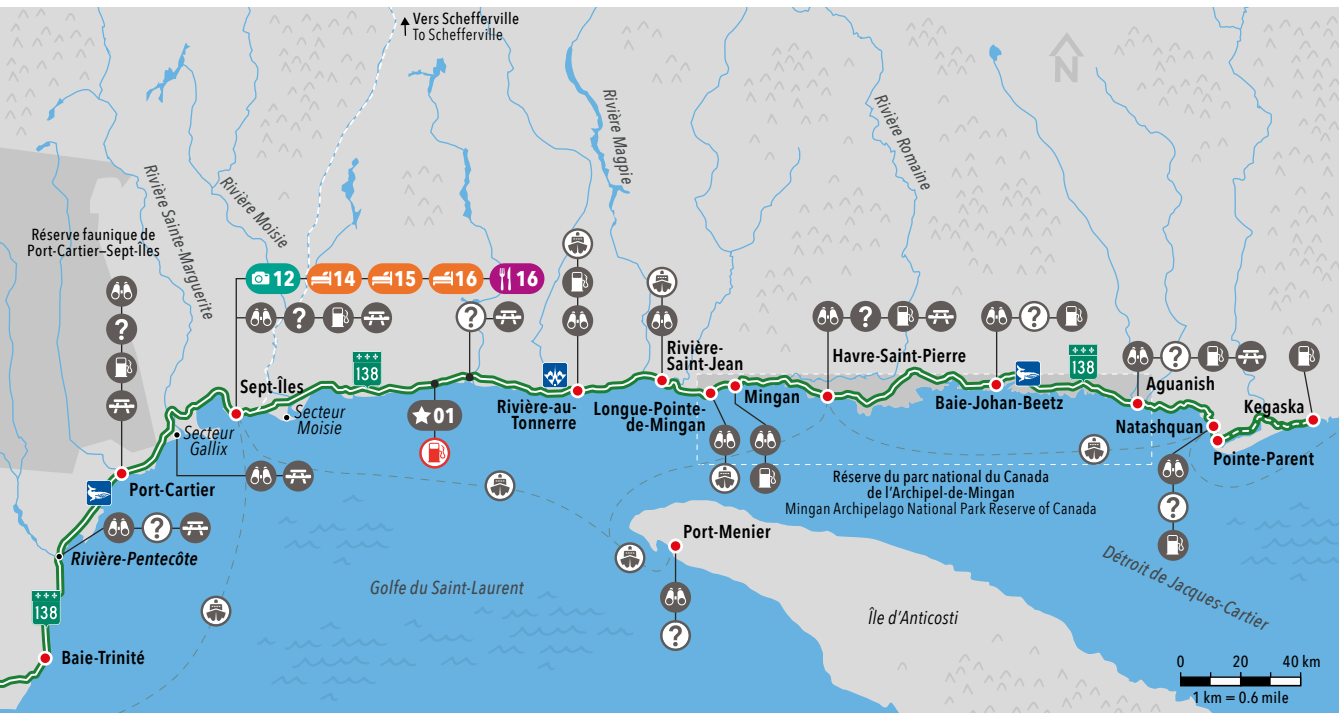 Vers Schefferville
To Schefferville
N
Rivière Magpie
Rivière Romaine
Rivière Sainte-Marguerite
Rivière Moisie
Réserve faunique de
Port-Cartier–Sept-Îles
12
14
15
16
16
?
?
?
?
?
?
138
Sept-Îles
Secteur
Moisie
Secteur
Gallix
01
Rivière-au-
Tonnerre
Rivière-
Saint-Jean
Longue-Pointe-
de-Mingan
Mingan
Havre-Saint-Pierre
Baie-Johan-Beetz
138
Aguanish
Natashquan
Kegaska
Pointe-Parent
Port-Cartier
?
Rivière-Pentecôte
138
Baie-Trinité
Réserve du parc national du Canada
de l'Archipel-de-Mingan
Mingan Archipelago National Park Reserve of Canada
?
Port-Menier
?
Golfe du Saint-Laurent
Île d'Anticosti
Détroit de Jacques-Cartier
0 20 40 km
1 km = 0.6 mile